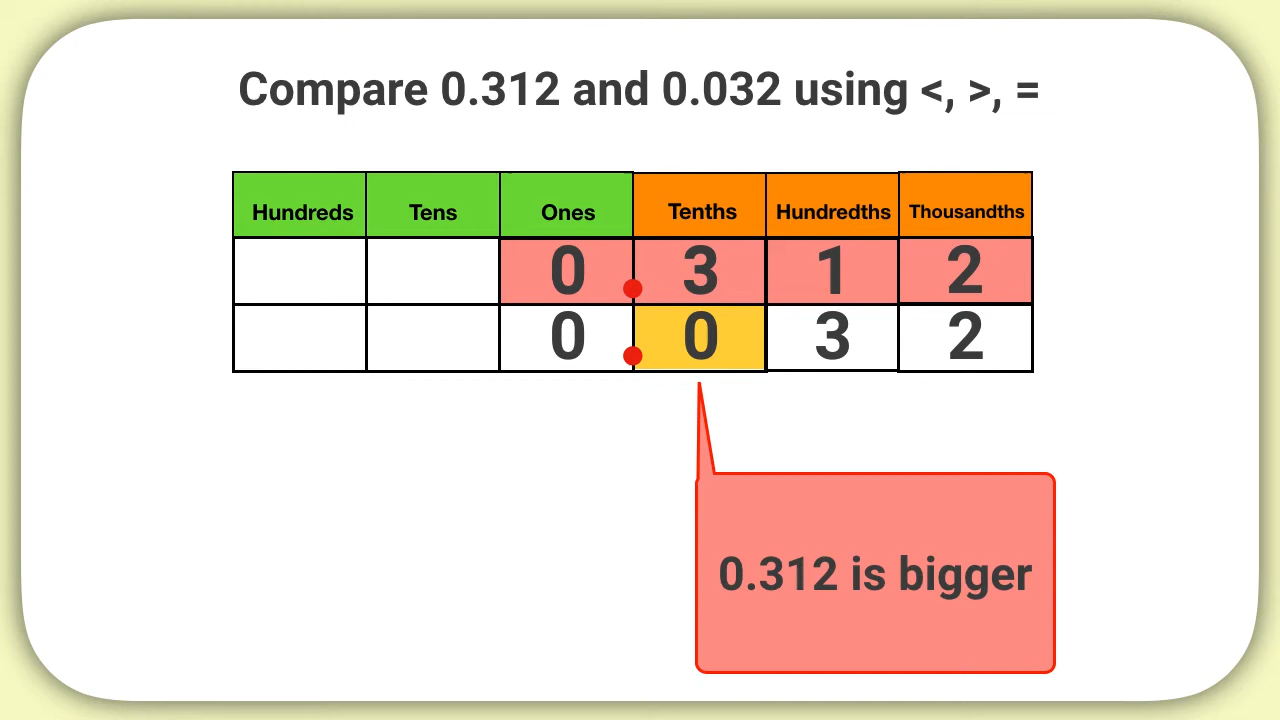 Compare 0.312 and 0.032 using <, >, =
Hundreds Tens Ones Tenths Hundredths Thousandths
0 . 3 1 2
0 . 0 3 2
0.312 is bigger